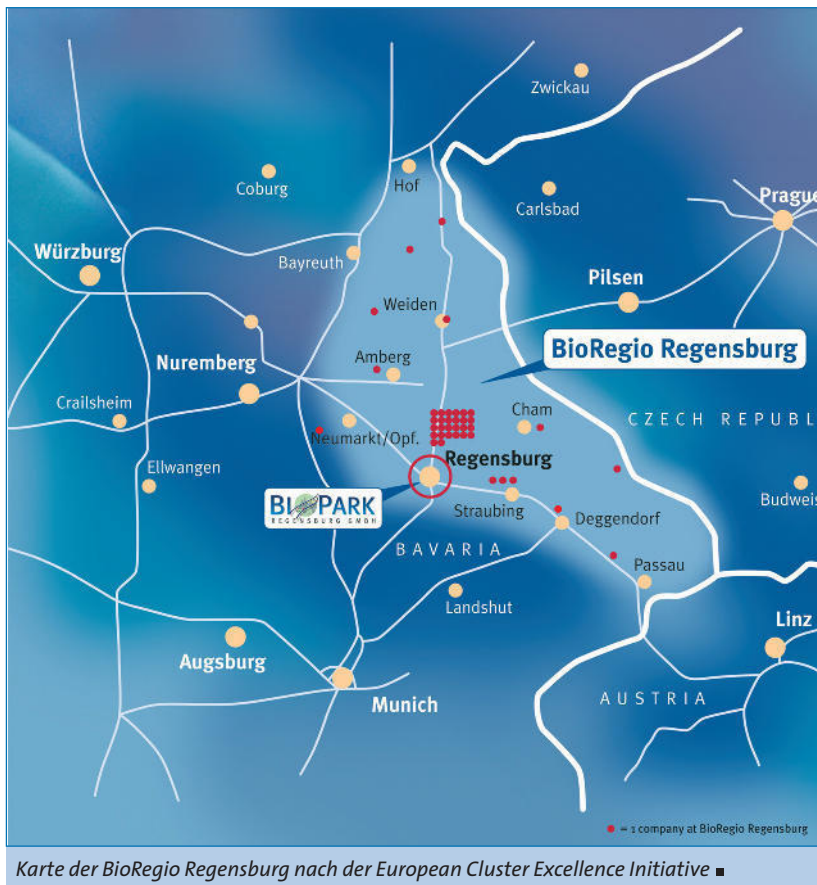 Zwickau
Coburg
Hof
Carlsbad
Prague
Würzburg
Bayreuth
Pilsen
Weiden
BioRegio Regensburg
Nuremberg
Amberg
Crailsheim
Cham
CZECH REPUBL
Neumarkt/Opf.
Regensburg
Ellwangen
BIOPARK
REGENSBURG GMBH
Straubing
Budweis
Deggendorf
BAVARIA
Passau
Landshut
Linz
Augsburg
AUSTRIA
Munich
= 1 company at BioRegio Regensburg
Karte der BioRegio Regensburg nach der European Cluster Excellence Initiative ■